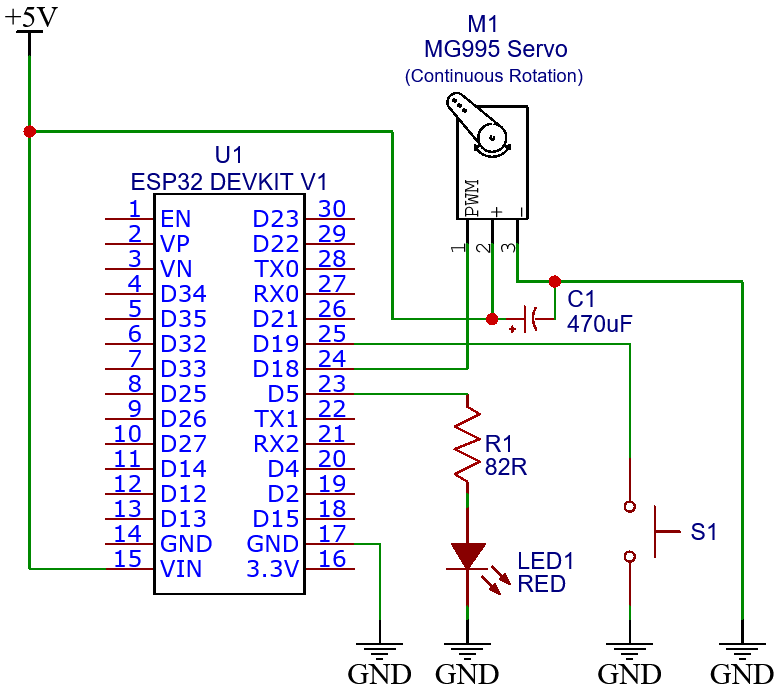 +5V
M1
MG995 Servo
(Continuous Rotation)
PWM + -
1 2 3
U1
ESP32 DEVKIT V1
1 EN D23 30
2 VP D22 29
3 VN TX0 28
4 D34 RX0 27
5 D35 D21 26
6 D32 D19 25
7 D33 D18 24
8 D25 D5 23
9 D26 TX1 22
10 D27 RX2 21
11 D14 D4 20
12 D12 D2 19
13 D13 D15 18
14 GND GND 17
15 VIN 3.3V 16
C1
+ 470uF
R1
82R
LED1
RED
S1
GND GND GND GND